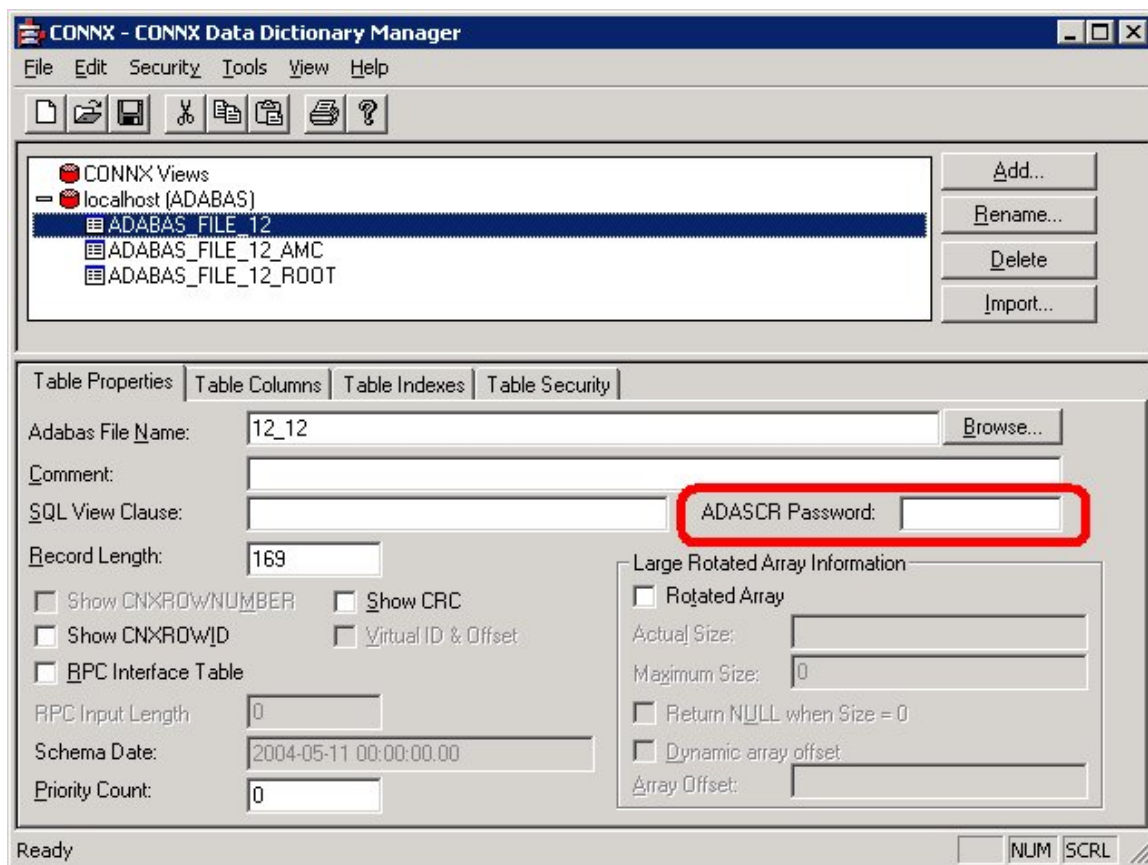 CONNX - CONNX Data Dictionary Manager
File Edit Security Tools View Help
CONNX Views
localhost (ADABAS)
ADABAS_FILE_12
ADABAS_FILE_12_AMC
ADABAS_FILE_12_ROOT
Add...
Rename...
Delete
Import...
Table Properties Table Columns Table Indexes Table Security
Adabas File Name: 12_12 Browse...
Comment:
SQL View Clause: ADASCR Password:
Record Length: 169
Large Rotated Array Information
Show CNXROWNUMBER Show CRC Rotated Array
Show CNXROWID Virtual ID & Offset Actual Size:
RPC Interface Table Maximum Size: 0
RPC Input Length 0 Return NULL when Size = 0
Schema Date: 2004-05-11 00:00:00.00 Dynamic array offset
Priority Count: 0 Array Offset:
Ready NUM SCRL